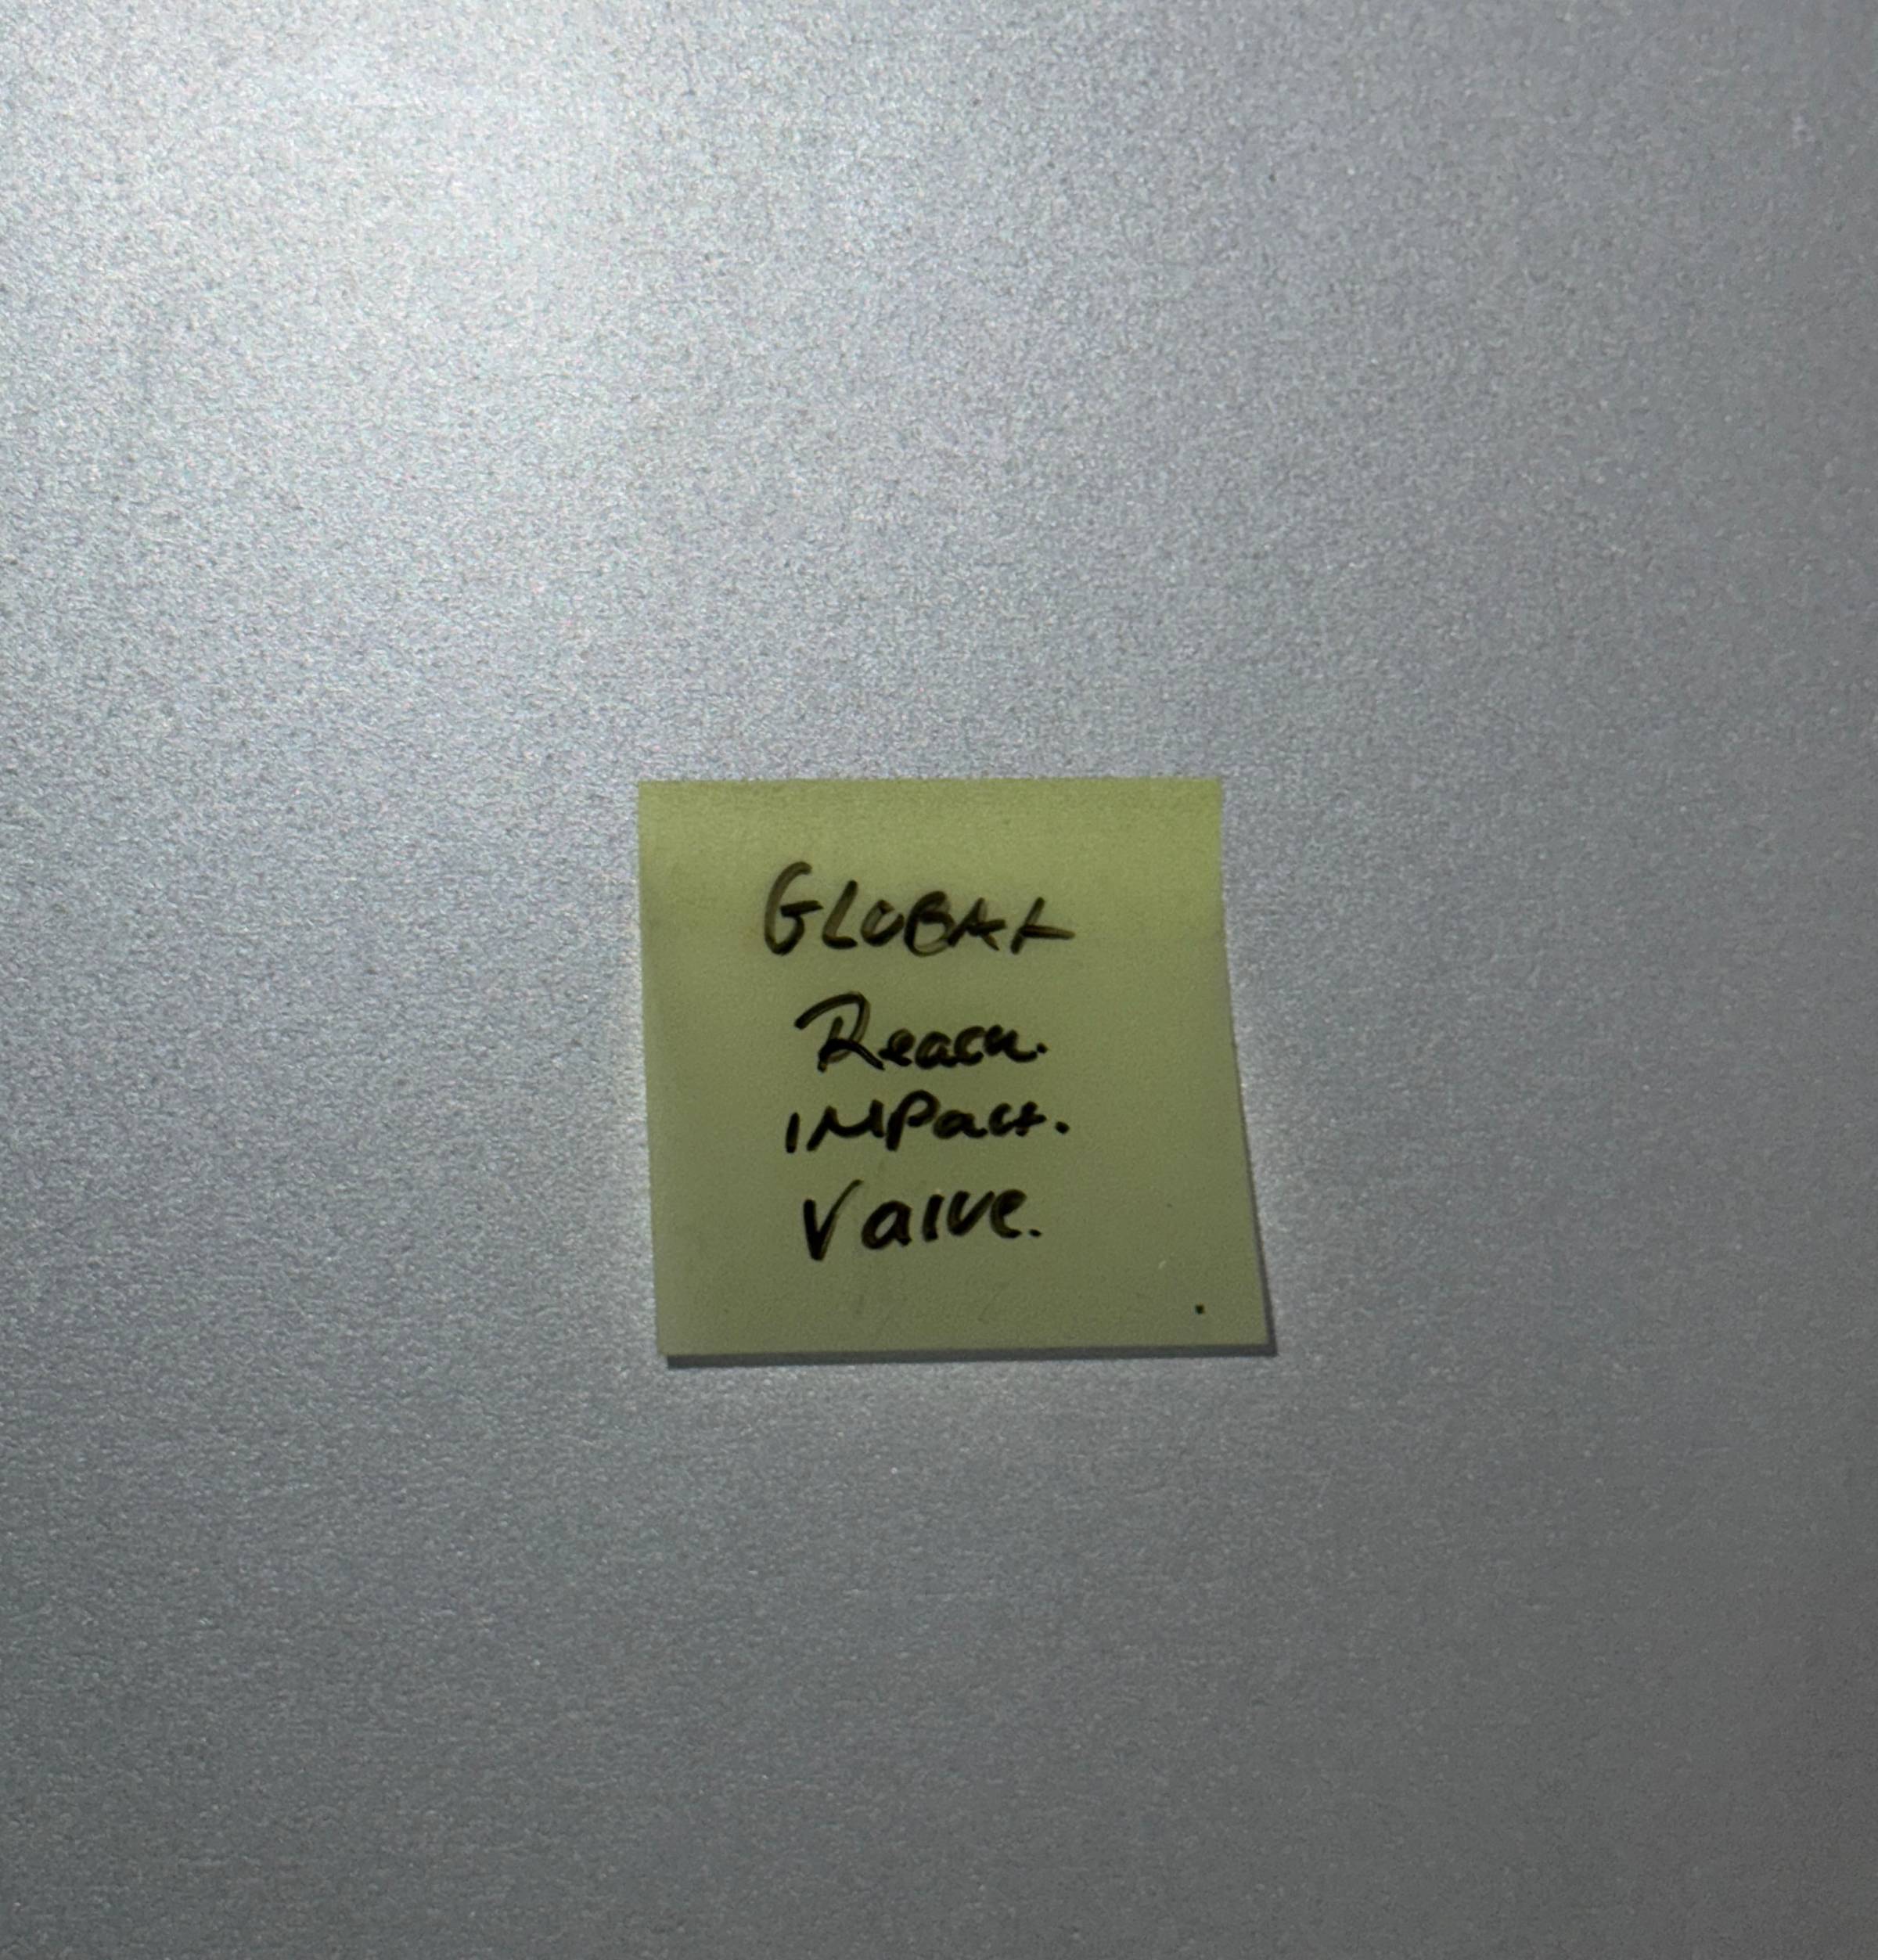 GLOBAL
Reach.
IMPact.
Value.